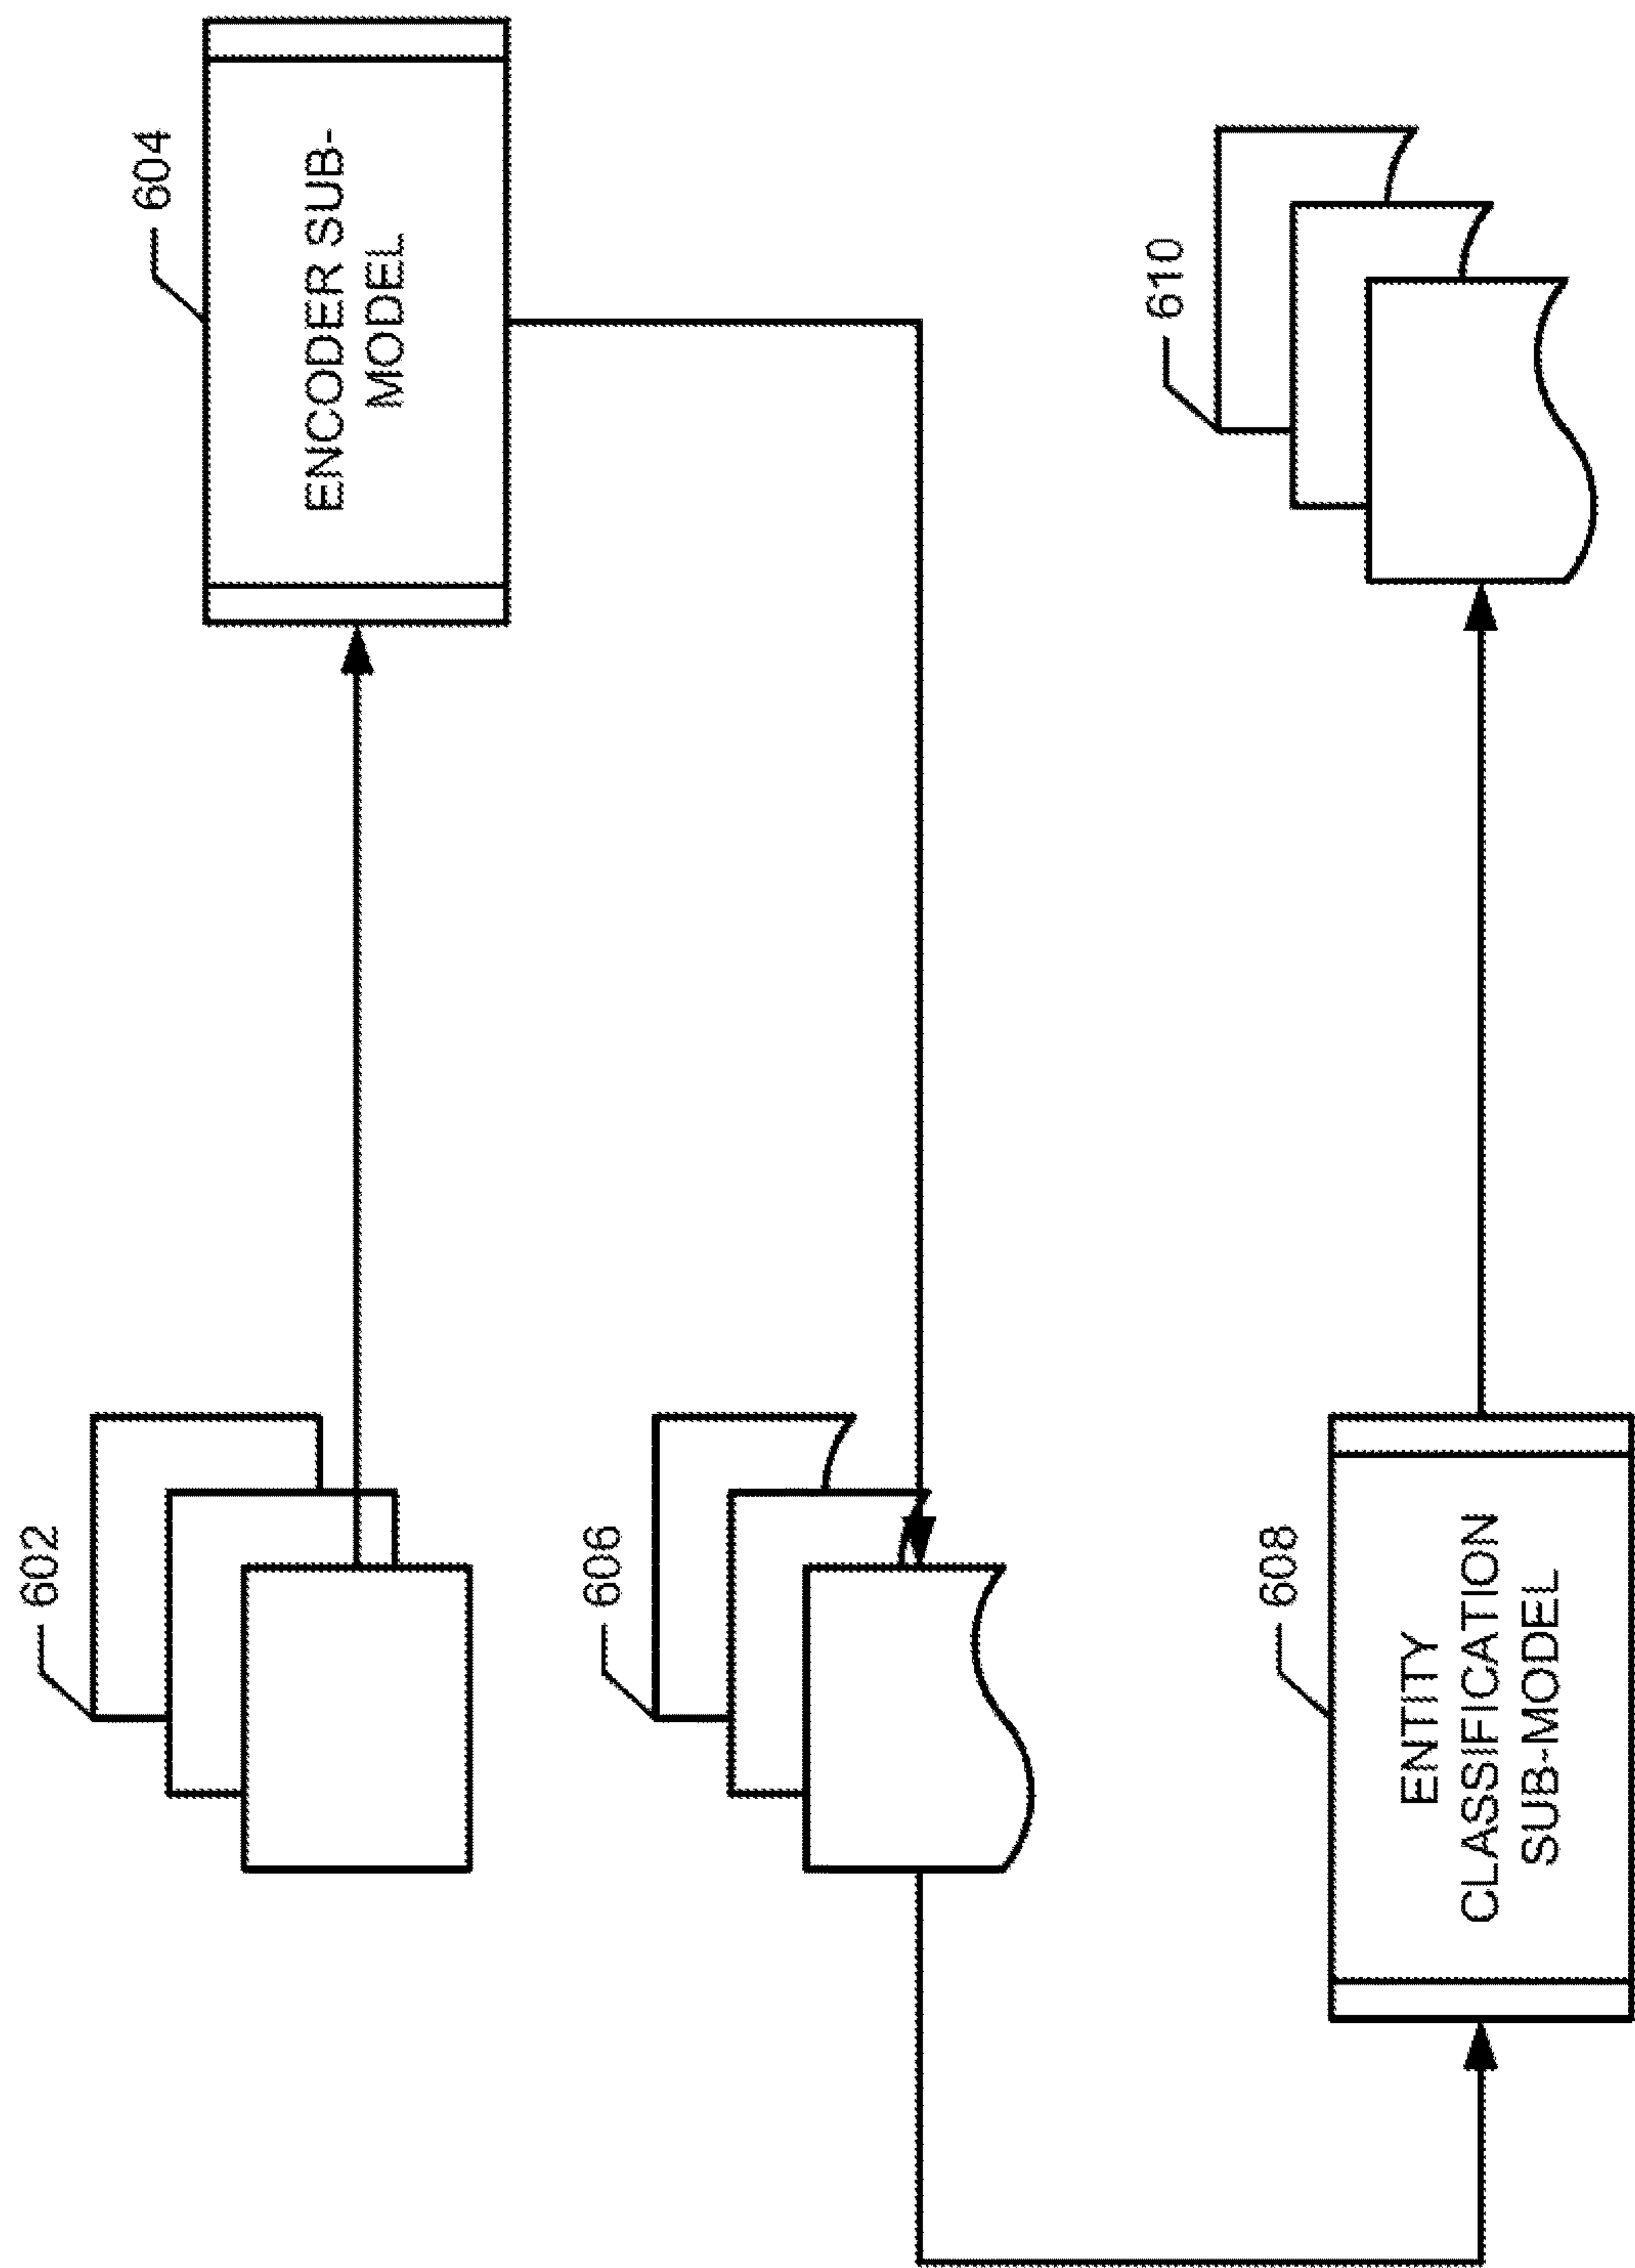 602
604
ENCODER SUB-
MODEL
606
608
ENTITY
CLASSIFICATION
SUB-MODEL
610